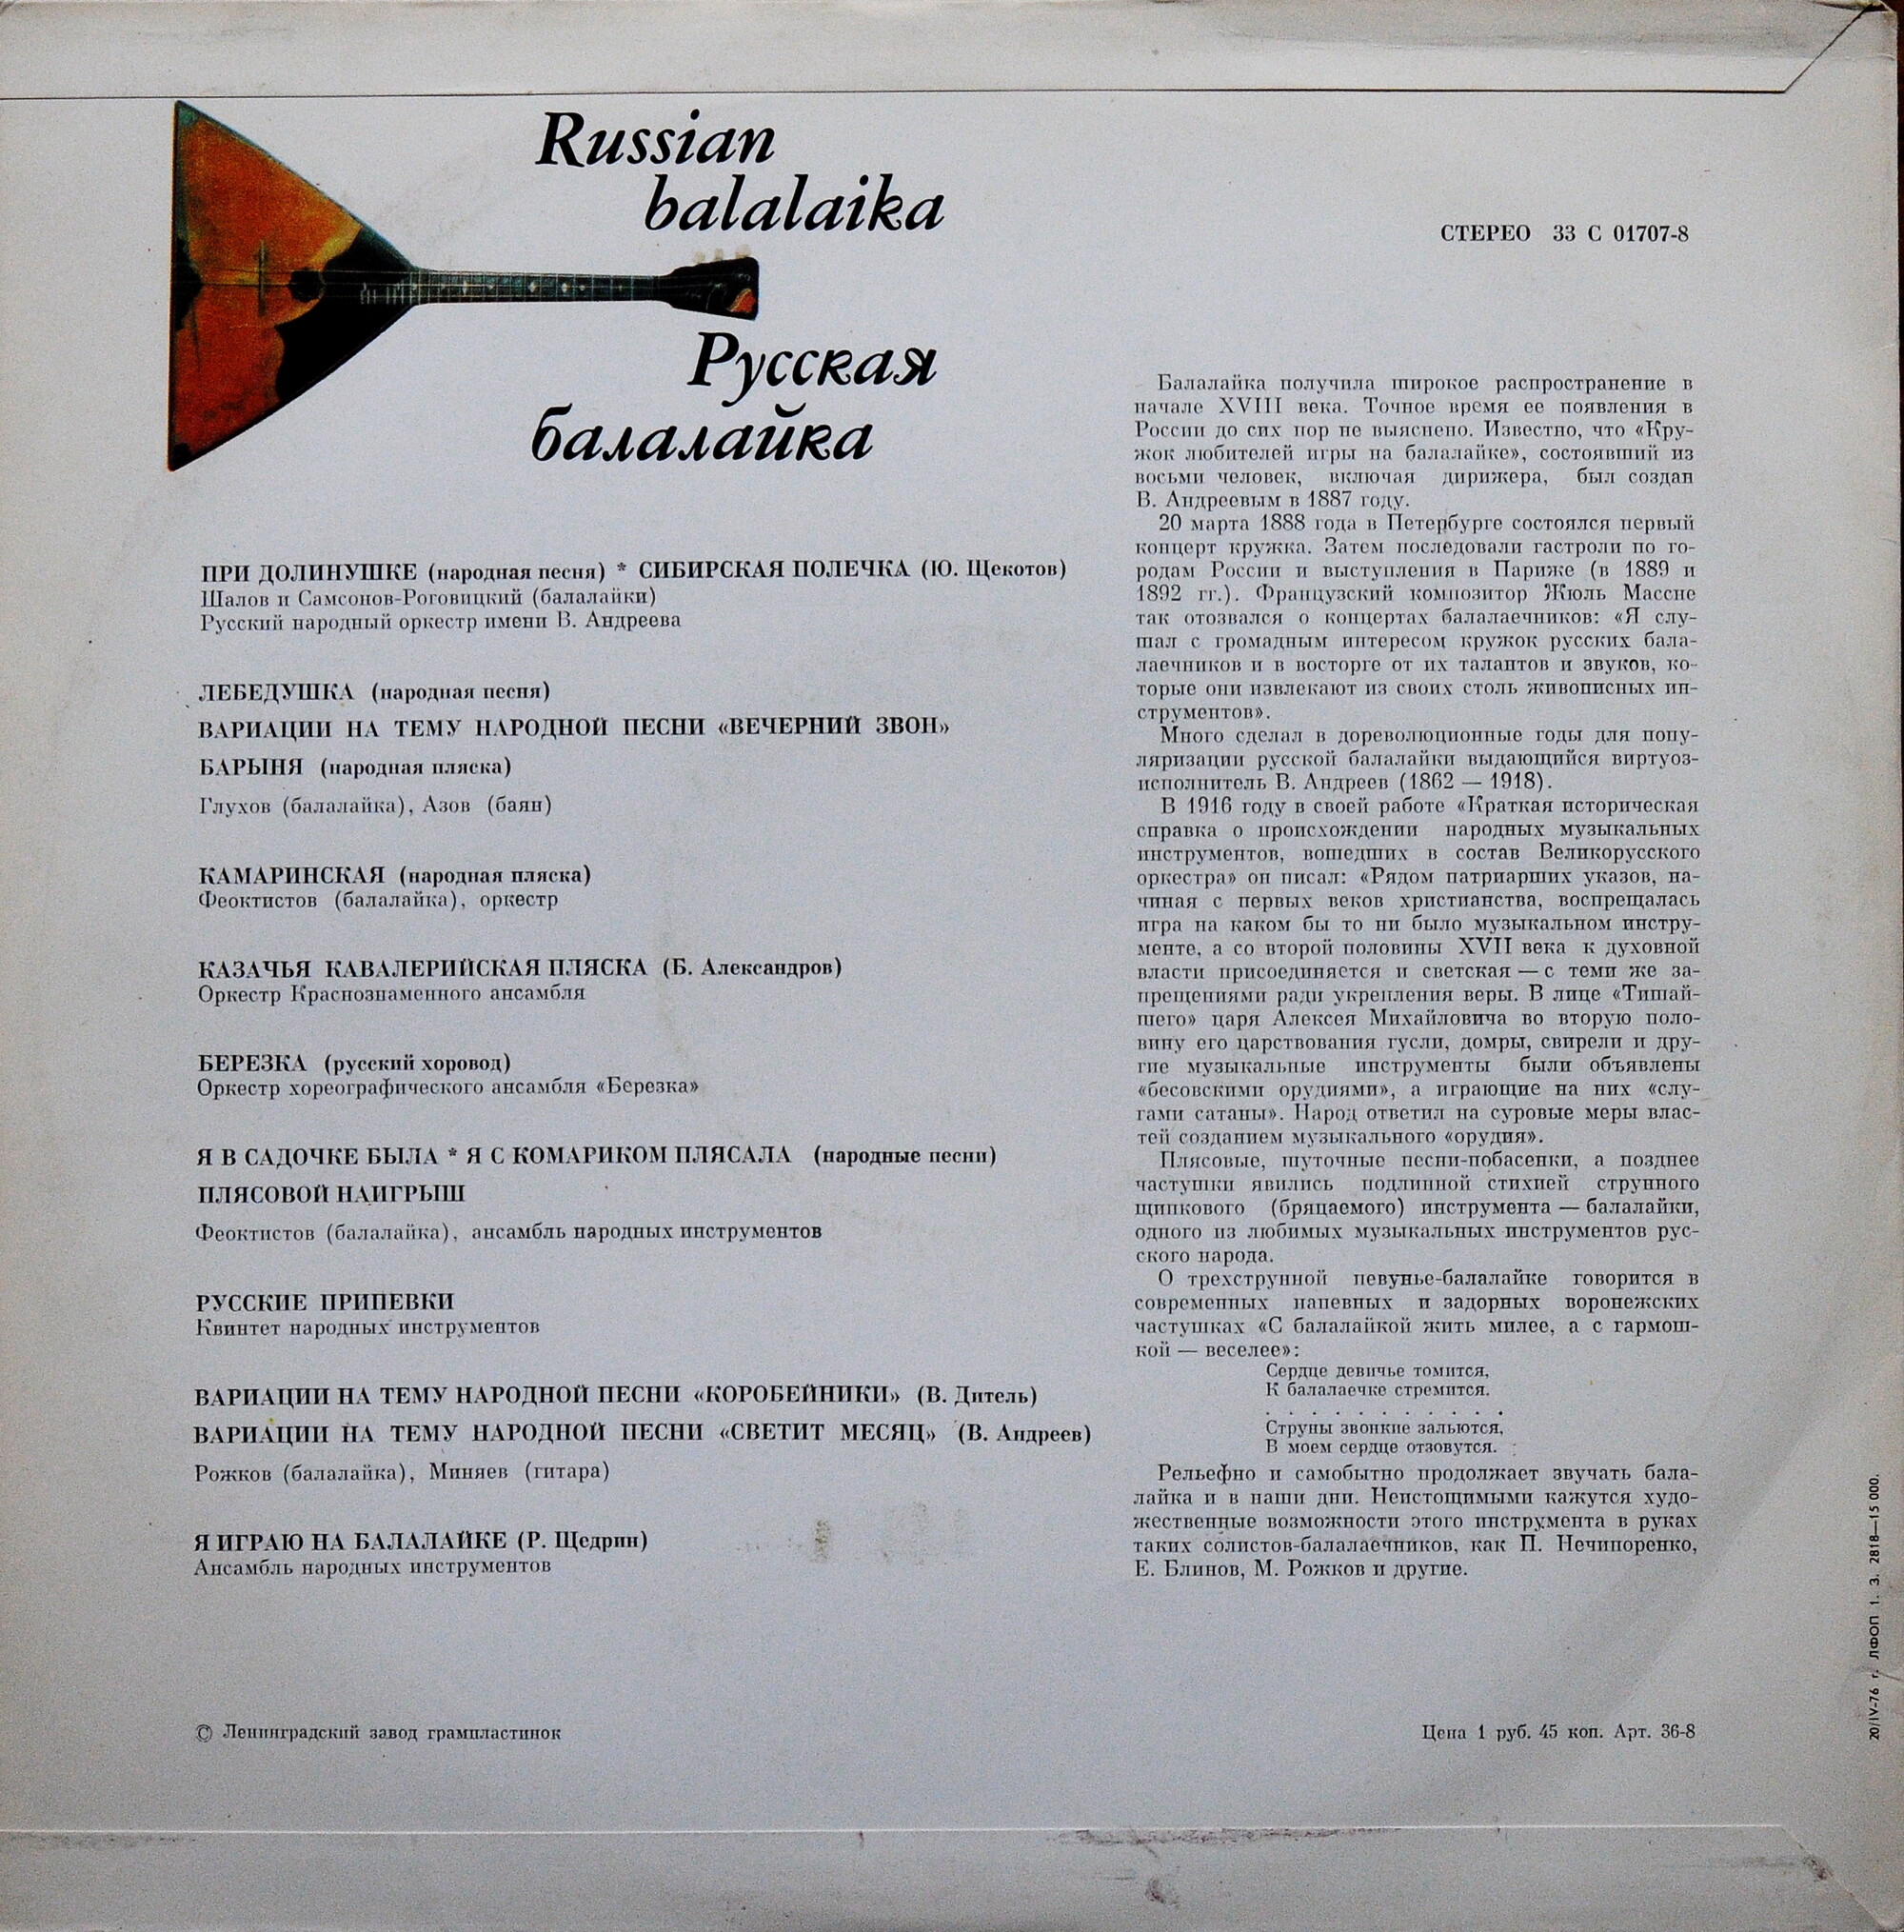 Russian
balalaika
Русская
балалайка
СТЕРЕО 33 С 01707-8
ПРИ ДОЛИНУШКЕ (народная песня) * СИБИРСКАЯ ПОЛЕЧКА (Ю. Щекотов)
Шалов и Самсонов-Роговицкий (балалайки)
Русский народный оркестр имени В. Андреева
ЛЕБЕДУШКА (народная песня)
ВАРИАЦИИ НА ТЕМУ НАРОДНОЙ ПЕСНИ «ВЕЧЕРНИЙ ЗВОН»
БАРЫНЯ (народная пляска)
Глухов (балалайка), Азов (баян)
КАМАРИНСКАЯ (народная пляска)
Феоктистов (балалайка), оркестр
КАЗАЧЬЯ КАВАЛЕРИЙСКАЯ ПЛЯСКА (Б. Александров)
Оркестр Краснознаменного ансамбля
БЕРЕЗКА (русский хоровод)
Оркестр хореографического ансамбля «Березка»
Я В САДОЧКЕ БЫЛА * Я С КОМАРИКОМ ПЛЯСАЛА (народные песни)
ПЛЯСОВОЙ НАИГРЫШ
Феоктистов (балалайка), ансамбль народных инструментов
РУССКИЕ ПРИПЕВКИ
Квинтет народных инструментов
ВАРИАЦИИ НА ТЕМУ НАРОДНОЙ ПЕСНИ «КОРОБЕЙНИКИ» (В. Дитель)
ВАРИАЦИИ НА ТЕМУ НАРОДНОЙ ПЕСНИ «СВЕТИТ МЕСЯЦ» (В. Андреев)
Рожков (балалайка), Миняев (гитара)
Я ИГРАЮ НА БАЛАЛАЙКЕ (Р. Щедрин)
Ансамбль народных инструментов
Балалайка получила широкое распространение в
начале XVIII века. Точное время ее появления в
России до сих пор не выяснено. Известно, что «Кру-
жок любителей игры на балалайке», состоявший из
восьми человек, включая дирижера, был создан
В. Андреевым в 1887 году.
20 марта 1888 года в Петербурге состоялся первый
концерт кружка. Затем последовали гастроли по го-
родам России и выступления в Париже (в 1889 и
1892 гг.). Французский композитор Жюль Массне
так отозвался о концертах балалаечников: «Я слу-
шал с громадным интересом кружок русских бала-
лаечников и в восторге от их талантов и звуков, ко-
торые они извлекают из своих столь живописных ин-
струментов».
Много сделал в дореволюционные годы для попу-
ляризации русской балалайки выдающийся виртуоз-
исполнитель В. Андреев (1862 — 1918).
В 1916 году в своей работе «Краткая историческая
справка о происхождении народных музыкальных
инструментов, вошедших в состав Великорусского
оркестра» он писал: «Рядом патриарших указов, на-
чиная с первых веков христианства, воспрещалась
игра на каком бы то ни было музыкальном инстру-
менте, а со второй половины XVII века к духовной
власти присоединяется и светская — с теми же за-
прещениями ради укрепления веры. В лице «Тишай-
шего» царя Алексея Михайловича во вторую поло-
вину его царствования гусли, домры, свирели и дру-
гие музыкальные инструменты были объявлены
«бесовскими орудиями», а играющие на них «слу-
гами сатаны». Народ ответил на суровые меры влас-
тей созданием музыкального «орудия».
Плясовые, шуточные песни-побасенки, а позднее
частушки явились подлинной стихией струнного
щипкового (бряцаемого) инструмента — балалайки,
одного из любимых музыкальных инструментов рус-
ского народа.
О трехструнной певунье-балалайке говорится в
современных напевных и задорных воронежских
частушках «С балалайкой жить милее, а с гармош-
кой — веселее»:
Сердце девичье томится,
К балалаечке стремится.
. . . . . . . . . . .
Струны звонкие зальются,
В моем сердце отзовутся.
Рельефно и самобытно продолжает звучать бала-
лайка и в наши дни. Неистощимыми кажутся худо-
жественные возможности этого инструмента в руках
таких солистов-балалаечников, как П. Нечипоренко,
Е. Блинов, М. Рожков и другие.
© Ленинградский завод грампластинок
Цена 1 руб. 45 коп. Арт. 36-8
20/IV-76 г. ЛФОП 1. 3. 2818—15 000.